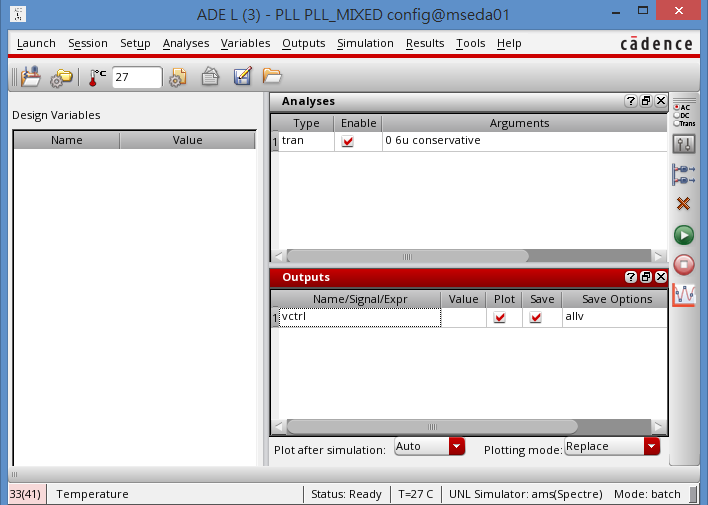 ADE L (3) - PLL PLL_MIXED config@mseda01
Launch Session Setup Analyses Variables Outputs Simulation Results Tools Help cādence
°C 27
Design Variables
Name Value
Analyses
Type Enable Arguments
1 tran 0 6u conservative
Outputs
Name/Signal/Expr Value Plot Save Save Options
1 vctrl allv
Plot after simulation: Auto Plotting mode: Replace
AC
DC
Trans
33(41) Temperature Status: Ready T=27 C UNL Simulator: ams(Spectre) Mode: batch